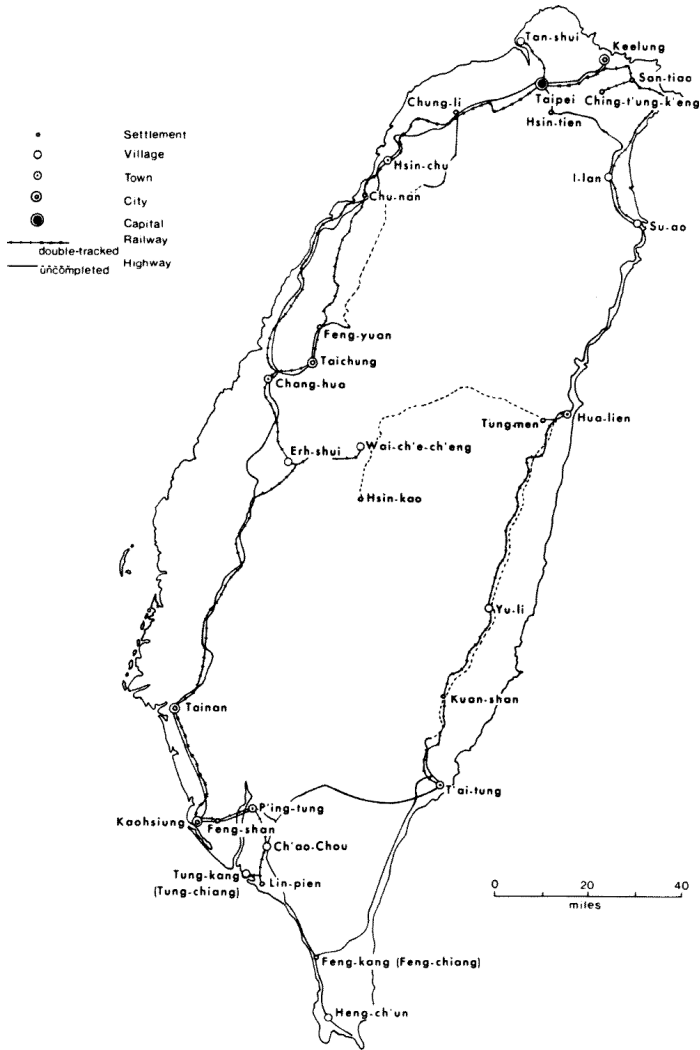 Tan-shui
Keelung
San-tiao
Taipei
Ching-t'ung-k'eng
Chung-li
Hsin-tien
Settlement
Village
Town
City
Capital
Railway
double-tracked
uncompleted Highway
Hsin-chu
I-lan
Chu-nan
Su-ao
Feng-yuan
Taichung
Chang-hua
Tung-men
Hua-lien
Erh-shui
Wai-ch'e-ch'eng
Hsin-kao
Yu-li
Kuan-shan
Tainan
T'ai-tung
P'ing-tung
Kaohsiung
Feng-shan
Ch'ao-Chou
Tung-kang
(Tung-chiang)
Lin-pien
0 20 40
miles
Feng-kang (Feng-chiang)
Heng-ch'un